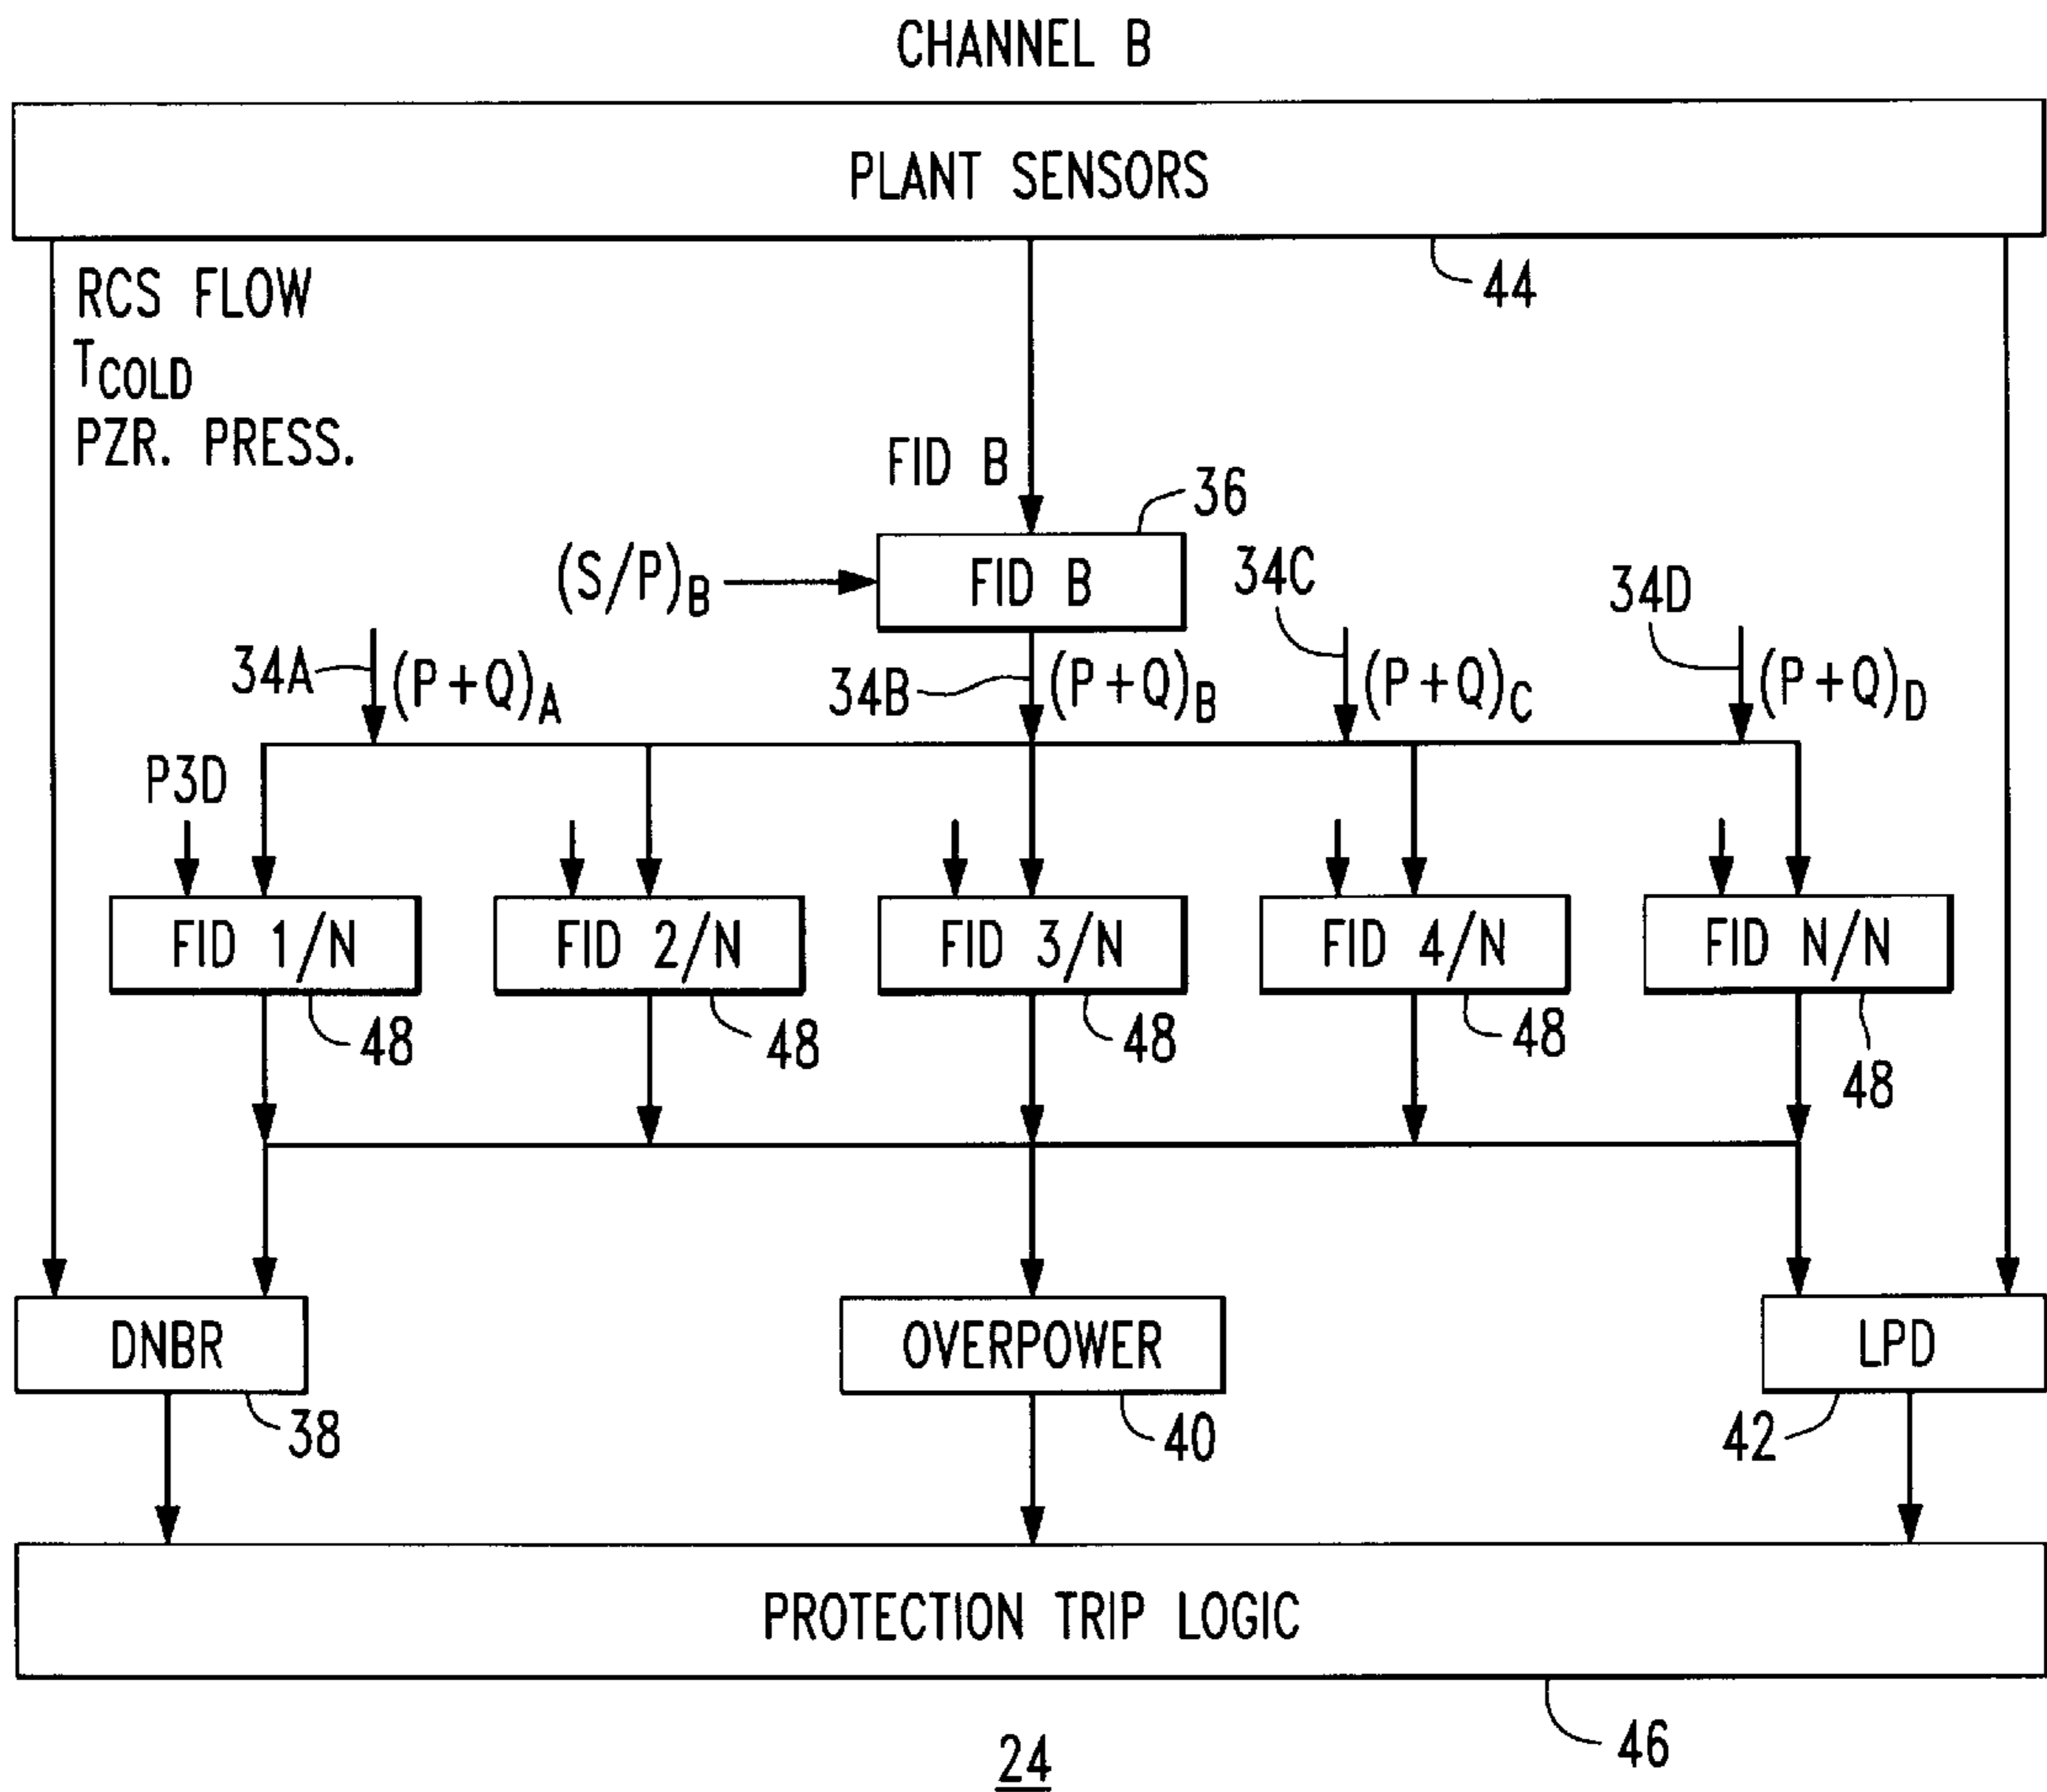 CHANNEL B
PLANT SENSORS
44
RCS FLOW
TCOLD
PZR. PRESS.
FID B
36
(S/P)B
FID B
34C
34D
34A
(P+Q)A
34B
(P+Q)B
(P+Q)C
(P+Q)D
P3D
FID 1/N
FID 2/N
FID 3/N
FID 4/N
FID N/N
48
48
48
48
48
DNBR
OVERPOWER
LPD
38
40
42
PROTECTION TRIP LOGIC
46
24